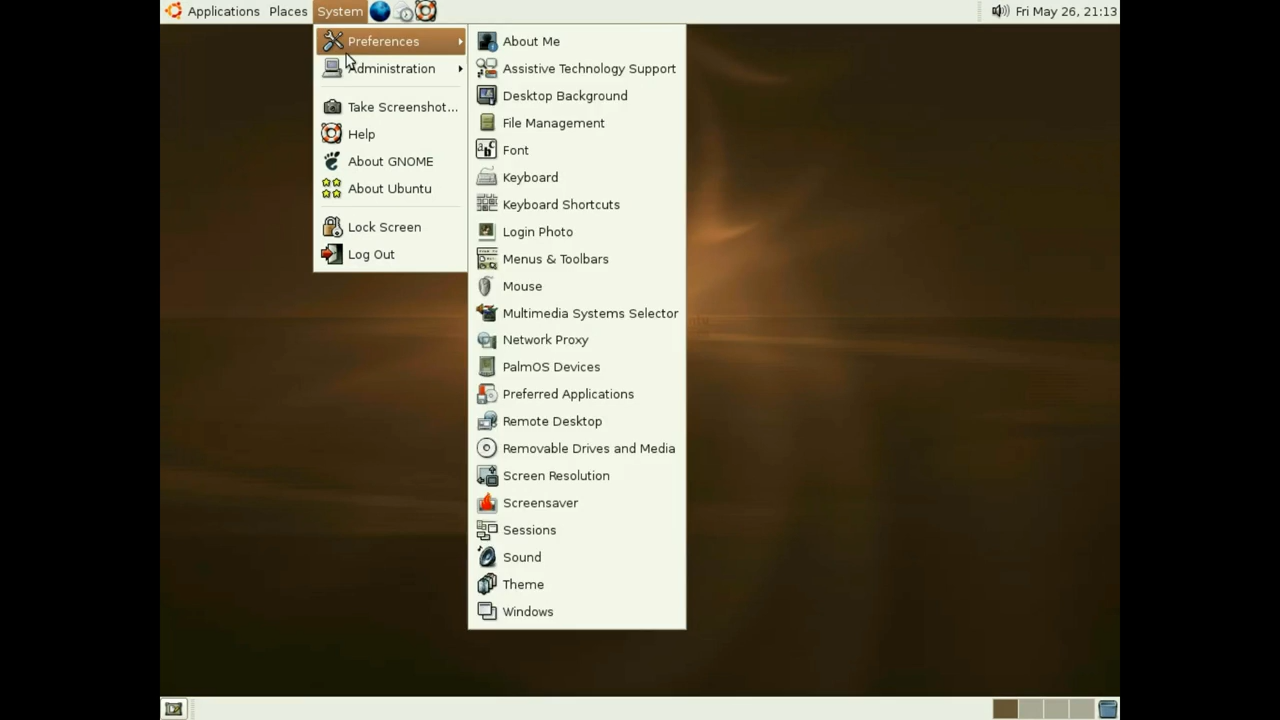 Applications Places System Fri May 26, 21:13
Preferences
Administration
Take Screenshot...
Help
About GNOME
About Ubuntu
Lock Screen
Log Out
About Me
Assistive Technology Support
Desktop Background
File Management
Font
Keyboard
Keyboard Shortcuts
Login Photo
Menus & Toolbars
Mouse
Multimedia Systems Selector
Network Proxy
PalmOS Devices
Preferred Applications
Remote Desktop
Removable Drives and Media
Screen Resolution
Screensaver
Sessions
Sound
Theme
Windows